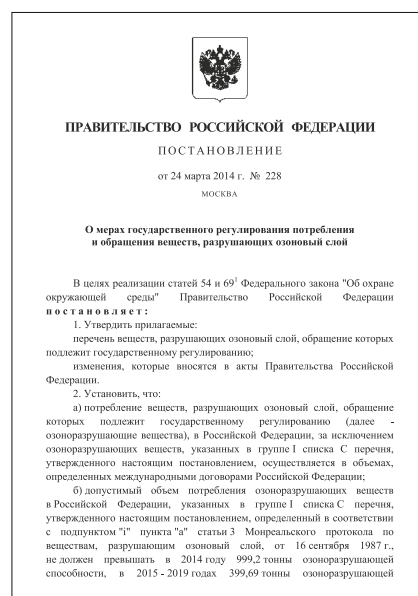 ПРАВИТЕЛЬСТВО РОССИЙСКОЙ ФЕДЕРАЦИИ
ПОСТАНОВЛЕНИЕ
от 24 марта 2014 г. № 228
МОСКВА
О мерах государственного регулирования потребления
и обращения веществ, разрушающих озоновый слой
В целях реализации статей 54 и 69¹ Федерального закона "Об охране
окружающей среды" Правительство Российской Федерации
постановляет:
1. Утвердить прилагаемые:
перечень веществ, разрушающих озоновый слой, обращение которых
подлежит государственному регулированию;
изменения, которые вносятся в акты Правительства Российской
Федерации.
2. Установить, что:
а) потребление веществ, разрушающих озоновый слой, обращение
которых подлежит государственному регулированию (далее -
озоноразрушающие вещества), в Российской Федерации, за исключением
озоноразрушающих веществ, указанных в группе I списка С перечня,
утвержденного настоящим постановлением, осуществляется в объемах,
определенных международными договорами Российской Федерации;
б) допустимый объем потребления озоноразрушающих веществ
в Российской Федерации, указанных в группе I списка С перечня,
утвержденного настоящим постановлением, определенный в соответствии
с подпунктом "i" пункта "а" статьи 3 Монреальского протокола по
веществам, разрушающим озоновый слой, от 16 сентября 1987 г.,
не должен превышать в 2014 году 999,2 тонны озоноразрушающей
способности, в 2015 - 2019 годах 399,69 тонны озоноразрушающей